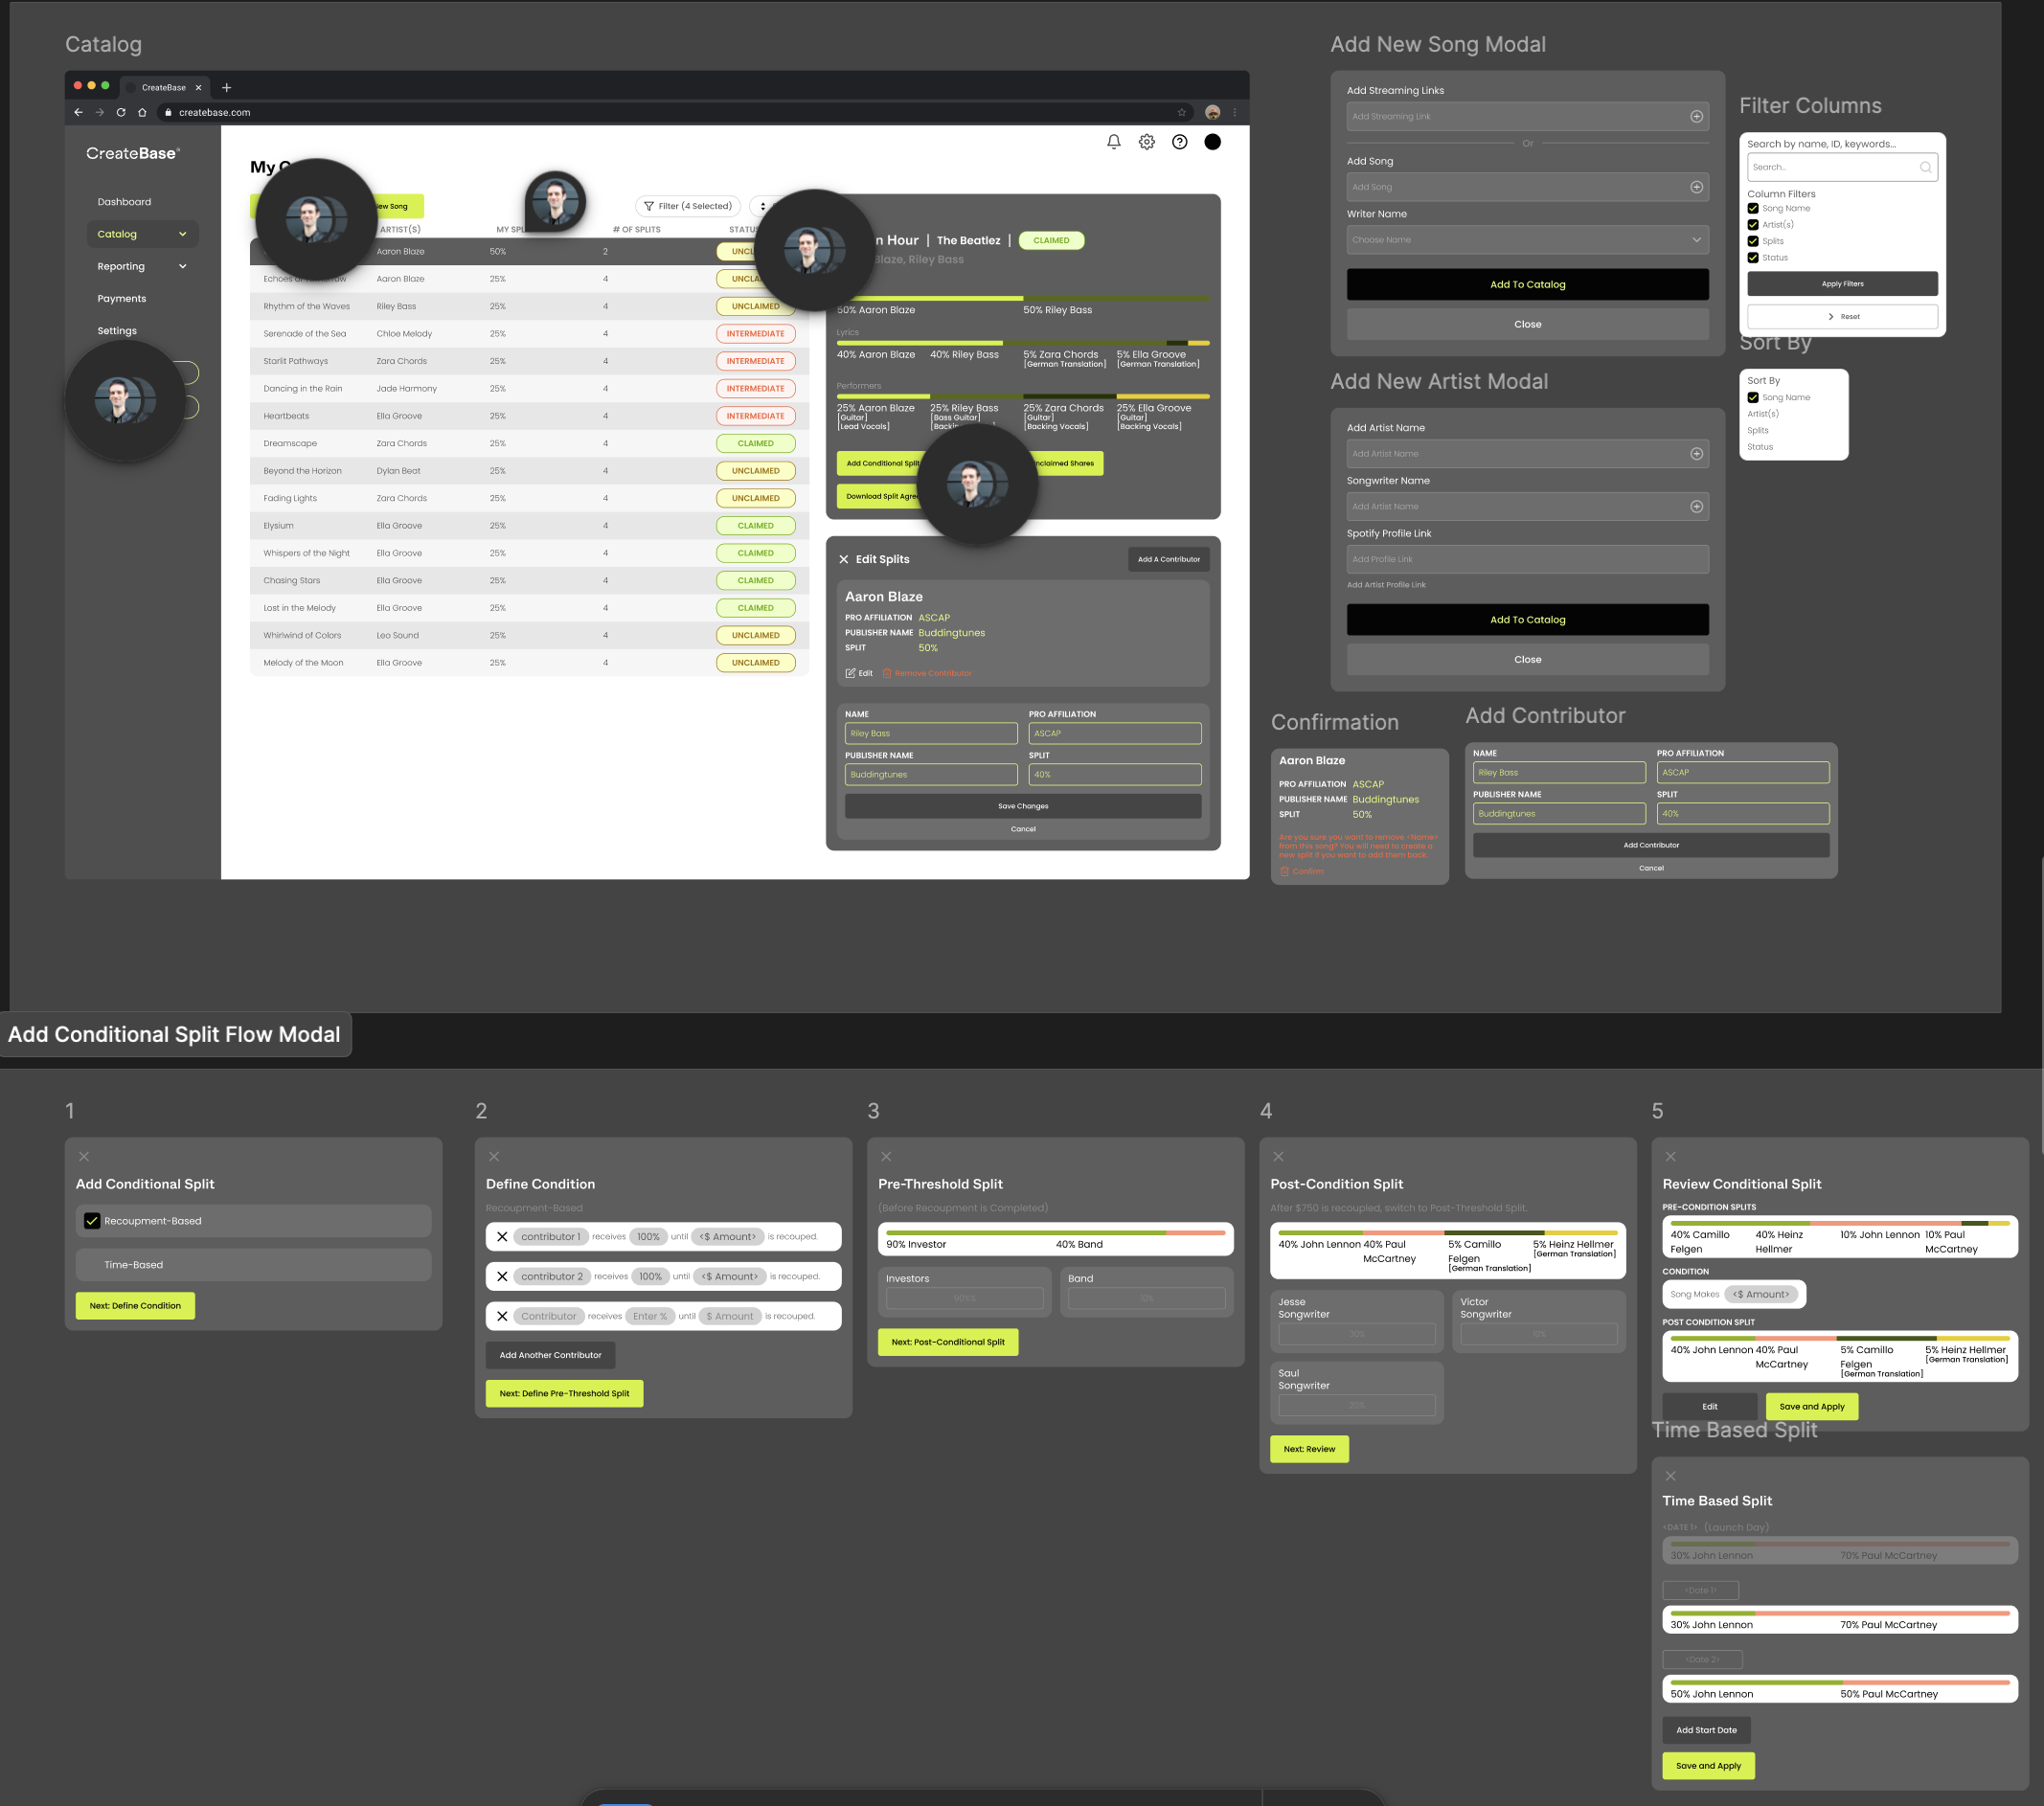 Catalog
CreateBase
createbase.com
CreateBase
Dashboard
Catalog
Reporting
Payments
Settings
My
Song
Filter (4 Selected)
ARTIST(S) MY # OF SPLITS
Aaron Blaze 50% 2
Echoes of Aaron Blaze 25% 4
Rhythm of the Waves Riley Bass 25% 4 UNCLAIMED
Serenade of the Sea Chloe Melody 25% 4 INTERMEDIATE
Starlit Pathways Zara Chords 25% 4 INTERMEDIATE
Dancing in the Rain Jade Harmony 25% 4 INTERMEDIATE
Heartbeats Ella Groove 25% 4 INTERMEDIATE
Dreamscape Zara Chords 25% 4 CLAIMED
Beyond the Horizon Dylan Beat 25% 4 UNCLAIMED
Fading Lights Zara Chords 25% 4 UNCLAIMED
Elysium Ella Groove 25% 4 CLAIMED
Whispers of the Night Ella Groove 25% 4 CLAIMED
Chasing Stars Ella Groove 25% 4 CLAIMED
Lost in the Melody Ella Groove 25% 4 CLAIMED
Whirlwind of Colors Leo Sound 25% 4 UNCLAIMED
Melody of the Moon Ella Groove 25% 4 UNCLAIMED
Hour | The Beatlez | CLAIMED
Blaze, Riley Bass
50% Aaron Blaze 50% Riley Bass
Lyrics
40% Aaron Blaze 40% Riley Bass 5% Zara Chords 5% Ella Groove
[German Translation] [German Translation]
Performers
25% Aaron Blaze 25% Riley Bass 25% Zara Chords 25% Ella Groove
[Guitar] [Bass Guitar] [Guitar] [Guitar]
[Lead Vocals] [Backing Vocals] [Backing Vocals]
Add Conditional Split Shares
Download Split
Edit Splits
Add A Contributor
Aaron Blaze
PRO AFFILIATION ASCAP
PUBLISHER NAME Buddingtunes
SPLIT 50%
Edit Remove Contributor
NAME PRO AFFILIATION
Riley Bass ASCAP
PUBLISHER NAME SPLIT
Buddingtunes 40%
Save Changes
Cancel
Add New Song Modal
Add Streaming Links
Add Streaming Link
Or
Add Song
Add Song
Writer Name
Choose Name
Add To Catalog
Close
Filter Columns
Search by name, ID, keywords...
Search...
Column Filters
Song Name
Artist(s)
Splits
Status
Apply Filters
Reset
Sort By
Sort By
Song Name
Artist(s)
Splits
Status
Add New Artist Modal
Add Artist Name
Add Artist Name
Songwriter Name
Add Artist Name
Spotify Profile Link
Add Profile Link
Add Artist Profile Link
Add To Catalog
Close
Confirmation
Aaron Blaze
PRO AFFILIATION ASCAP
PUBLISHER NAME Buddingtunes
SPLIT 50%
Are you sure you want to remove <Name>
from this song? You will need to create a
new split if you want to add them back.
Confirm
Add Contributor
NAME PRO AFFILIATION
Riley Bass ASCAP
PUBLISHER NAME SPLIT
Buddingtunes 40%
Add Contributor
Cancel
Add Conditional Split Flow Modal
1
Add Conditional Split
Recoupment-Based
Time-Based
Next: Define Condition
2
Define Condition
Recoupment-Based
contributor 1 receives 100% until <$ Amount> is recouped.
contributor 2 receives 100% until <$ Amount> is recouped.
Contributor receives Enter % until $ Amount is recouped.
Add Another Contributor
Next: Define Pre-Threshold Split
3
Pre-Threshold Split
(Before Recoupment is Completed)
90% Investor 40% Band
Investors Band
90%% 10%
Next: Post-Conditional Split
4
Post-Condition Split
After $750 is recouped, switch to Post-Threshold Split.
40% John Lennon 40% Paul McCartney 5% Camillo Felgen 5% Heinz Hellmer
[German Translation] [German Translation]
Jesse Victor
Songwriter Songwriter
30% 10%
Saul
Songwriter
Next: Review
5
Review Conditional Split
PRE-CONDITION SPLITS
40% Camillo Felgen 40% Heinz Hellmer 10% John Lennon 10% Paul McCartney
CONDITION
Song Makes <$ Amount>
POST CONDITION SPLIT
40% John Lennon 40% Paul McCartney 5% Camillo Felgen 5% Heinz Hellmer
[German Translation] [German Translation]
Edit Save and Apply
Time Based Split
Time Based Split
<DATE 1> (Launch Day)
30% John Lennon 70% Paul McCartney
<Date 1>
30% John Lennon 70% Paul McCartney
<Date 2>
50% John Lennon 50% Paul McCartney
Add Start Date
Save and Apply